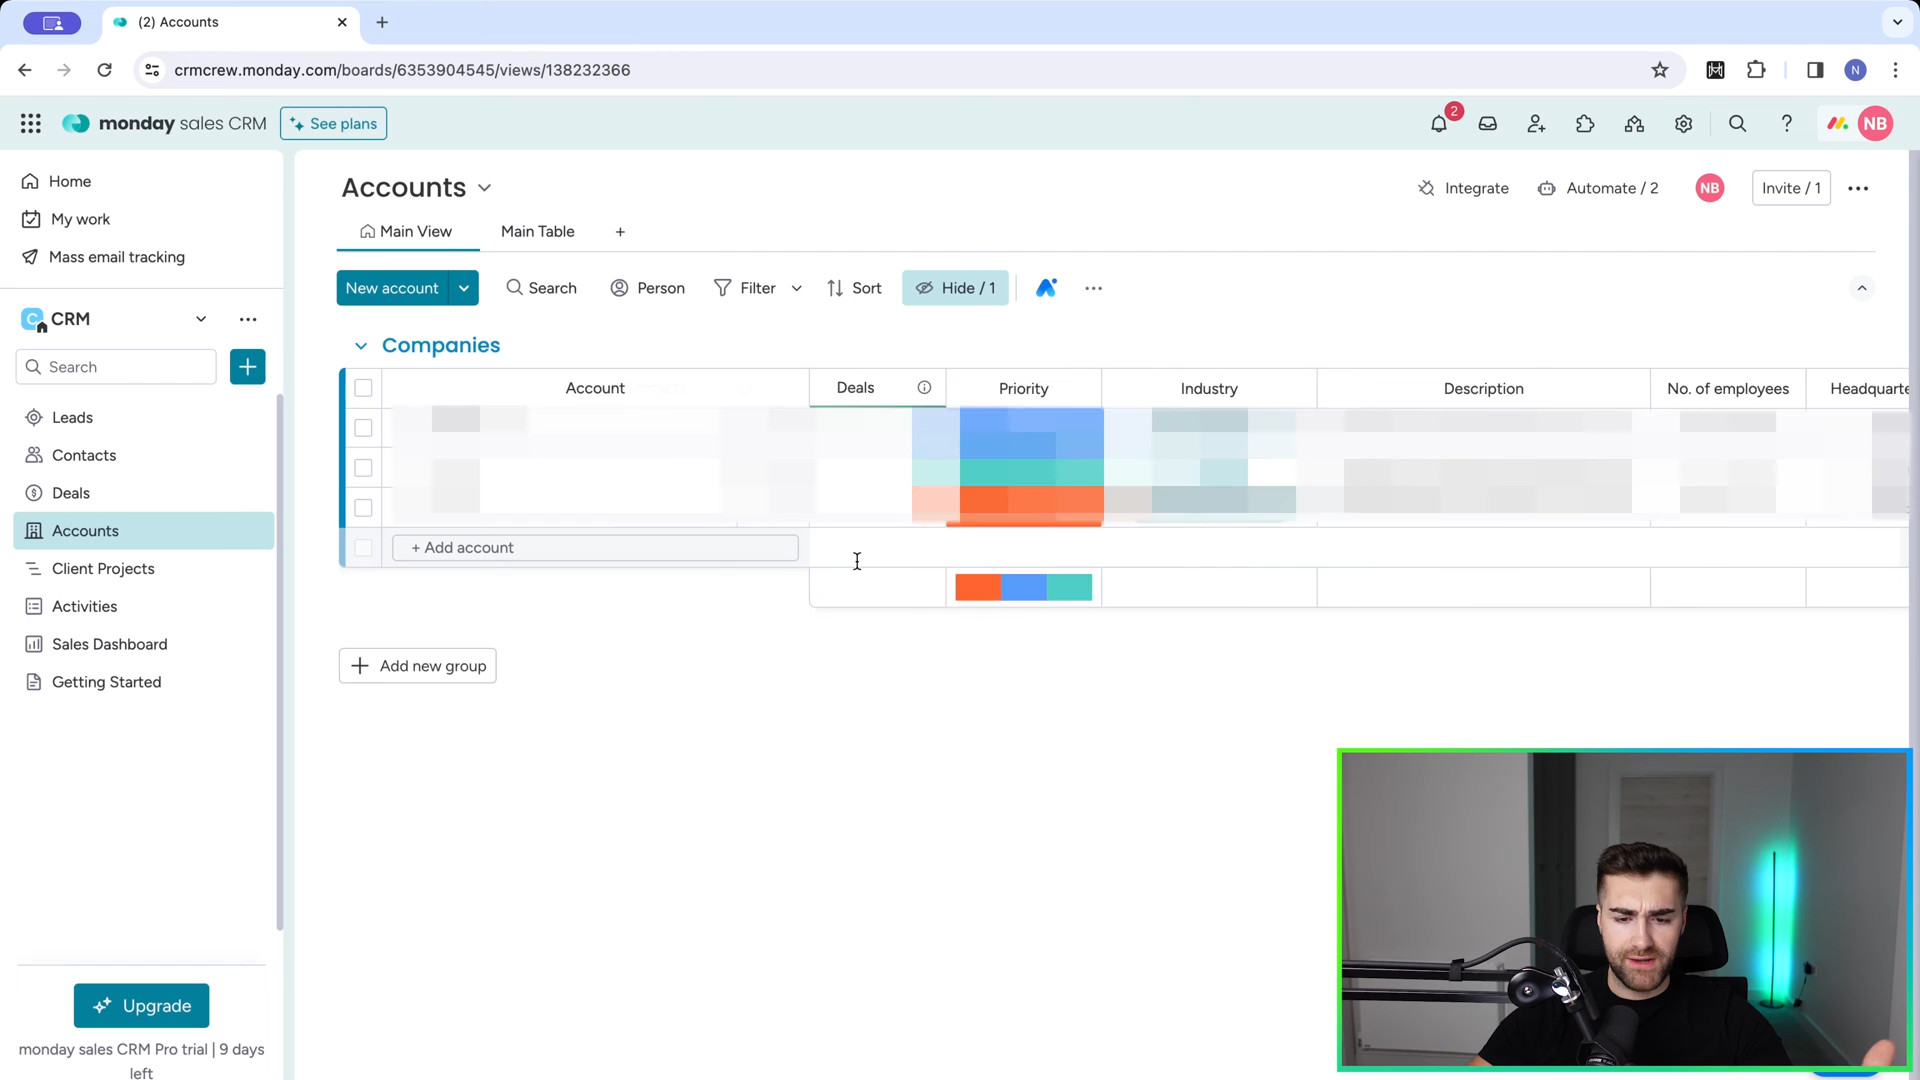 (2) Accounts
crmcrew.monday.com/boards/6353904545/views/138232366
N
monday sales CRM
See plans
2
NB
Home
My work
Mass email tracking
CRM
Search
Leads
Contacts
Deals
Accounts
Client Projects
Activities
Sales Dashboard
Getting Started
Upgrade
monday sales CRM Pro trial | 9 days
left
Accounts
Integrate
Automate / 2
NB
Invite / 1
Main View
Main Table
New account
Search
Person
Filter
Sort
Hide / 1
Companies
Account
Deals
Priority
Industry
Description
No. of employees
Headquarte
+ Add account
Add new group